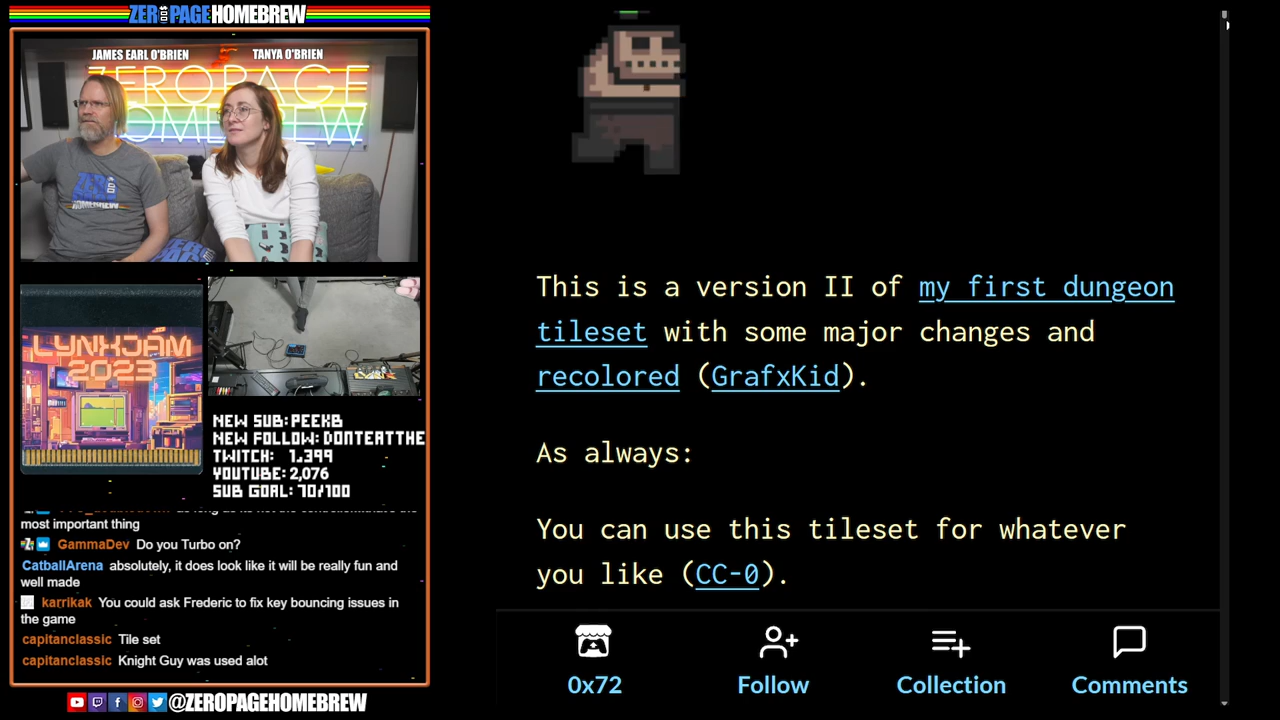 ZEROPAGE HOMEBREW
JAMES EARL O'BRIEN
TANYA O'BRIEN
ZEROPAGE
HOMEBREW
LYNXJAM
2023
NEW SUB: PEEKB
NEW FOLLOW: DONTEATTHE
TWITCH: 1,399
YOUTUBE: 2,076
SUB GOAL: 70/100
most important thing
GammaDev Do you Turbo on?
CatballArena absolutely, it does look like it will be really fun and
well made
karrikak You could ask Frederic to fix key bouncing issues in
the game
capitanclassic Tile set
capitanclassic Knight Guy was used alot
@ZEROPAGEHOMEBREW
This is a version II of my first dungeon
tileset with some major changes and
recolored (GrafxKid).
As always:
You can use this tileset for whatever
you like (CC-0).
0x72
Follow
Collection
Comments